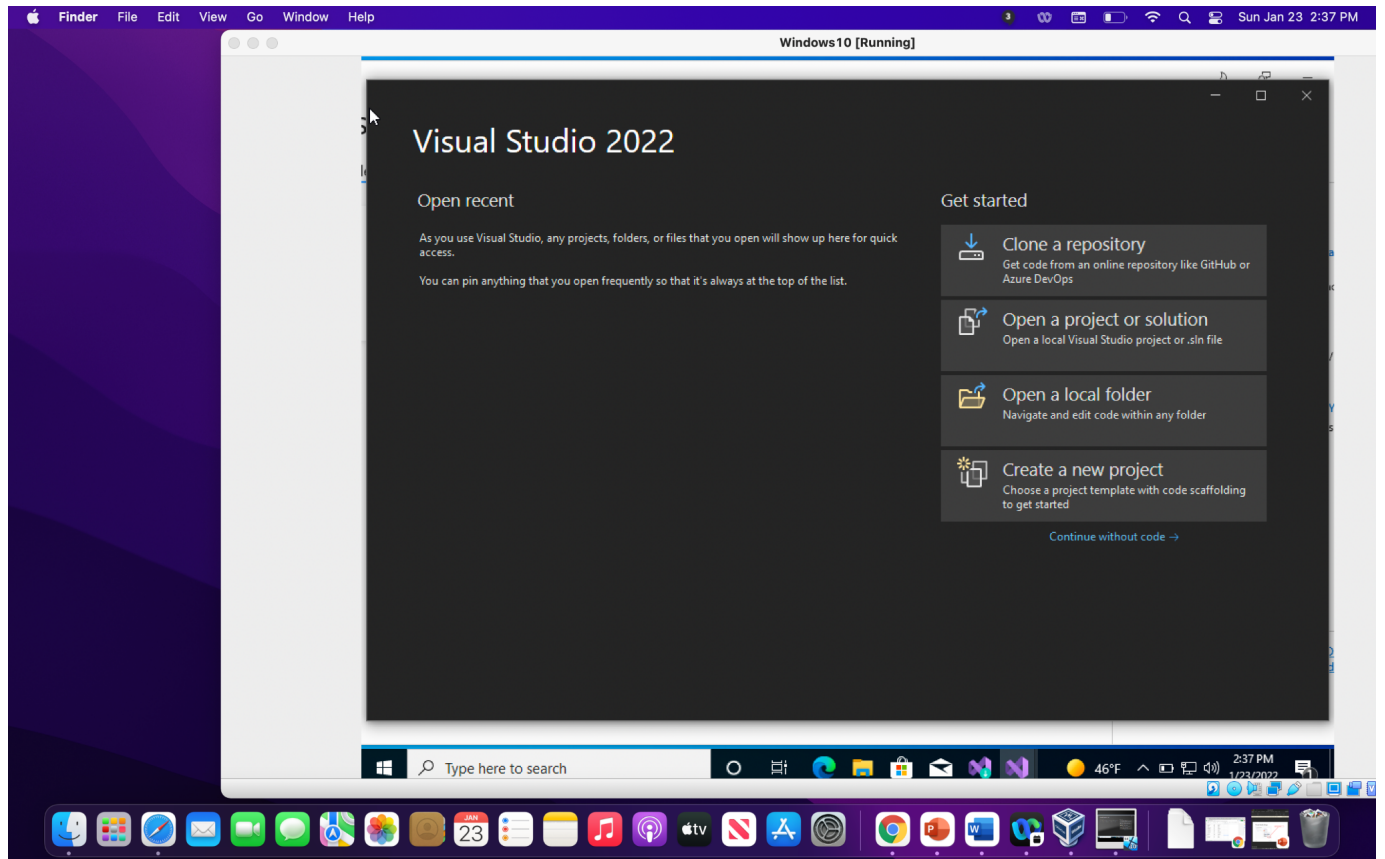 Finder File Edit View Go Window Help
3
Sun Jan 23 2:37 PM
Windows10 [Running]
Visual Studio 2022
Open recent
As you use Visual Studio, any projects, folders, or files that you open will show up here for quick
access.
You can pin anything that you open frequently so that it's always at the top of the list.
Get started
Clone a repository
Get code from an online repository like GitHub or
Azure DevOps
Open a project or solution
Open a local Visual Studio project or .sln file
Open a local folder
Navigate and edit code within any folder
Create a new project
Choose a project template with code scaffolding
to get started
Continue without code →
Type here to search
46°F
2:37 PM
1/23/2022
JAN
23
tv